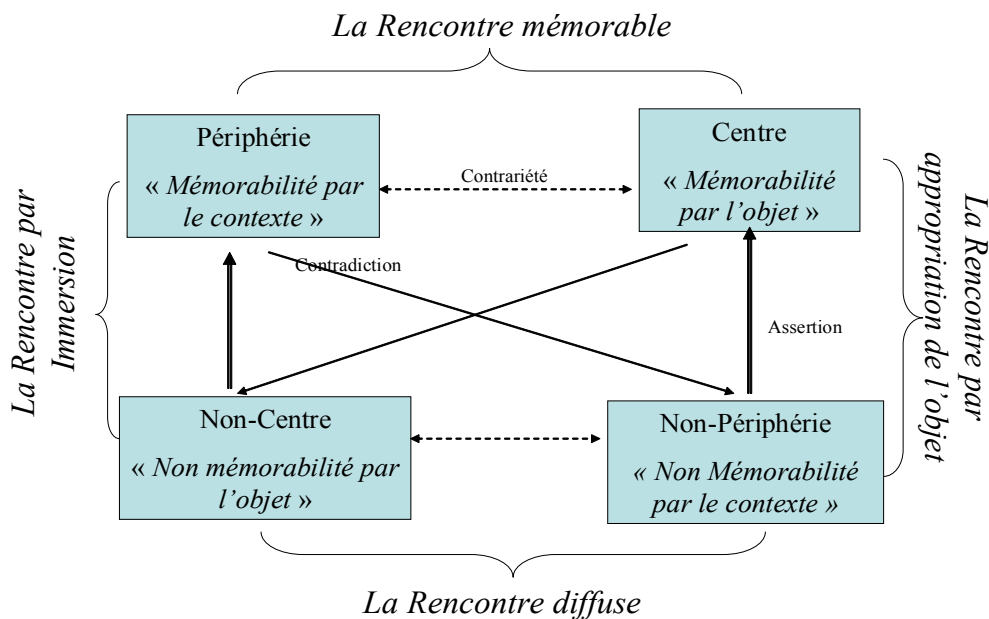 La Rencontre mémorable
Périphérie
« Mémorabilité par
le contexte »
Contrariété
Centre
« Mémorabilité
par l’objet »
La Rencontre par
Immersion
Contradiction
Assertion
La Rencontre par
appropriation de l’objet
Non-Centre
« Non mémorabilité par
l’objet »
Non-Périphérie
« Non Mémorabilité
par le contexte »
La Rencontre diffuse